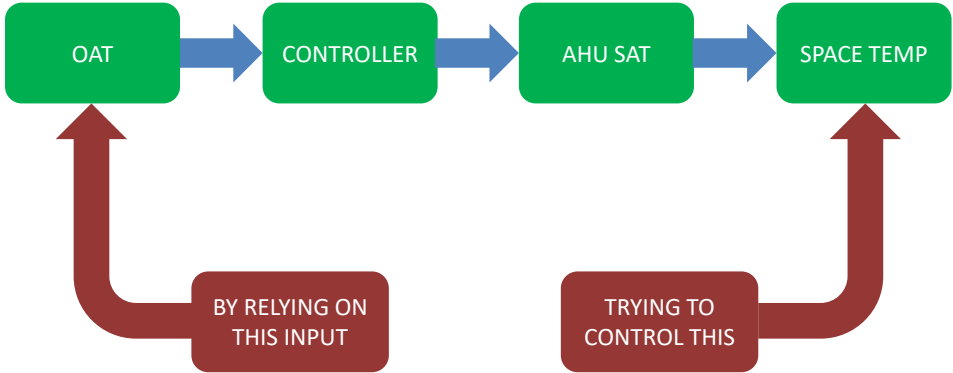 OAT
CONTROLLER
AHU SAT
SPACE TEMP
BY RELYING ON
THIS INPUT
TRYING TO
CONTROL THIS